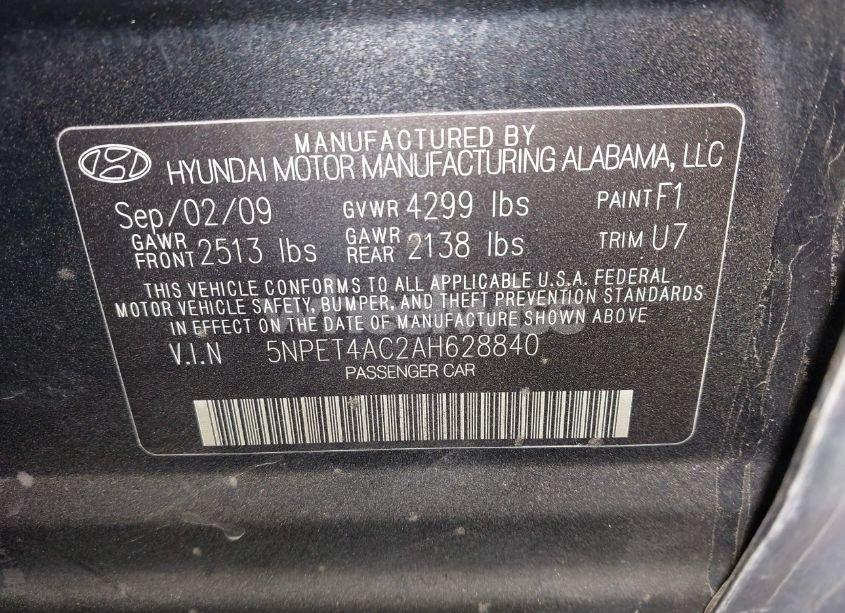 MANUFACTURED BY
HYUNDAI MOTOR MANUFACTURING ALABAMA, LLC
Sep/02/09 GVWR 4299 lbs PAINT F1
GAWR FRONT 2513 lbs GAWR REAR 2138 lbs TRIM U7
THIS VEHICLE CONFORMS TO ALL APPLICABLE U.S.A. FEDERAL
MOTOR VEHICLE SAFETY, BUMPER, AND THEFT PREVENTION STANDARDS
IN EFFECT ON THE DATE OF MANUFACTURE SHOWN ABOVE
V.I.N 5NPET4AC2AH628840
PASSENGER CAR